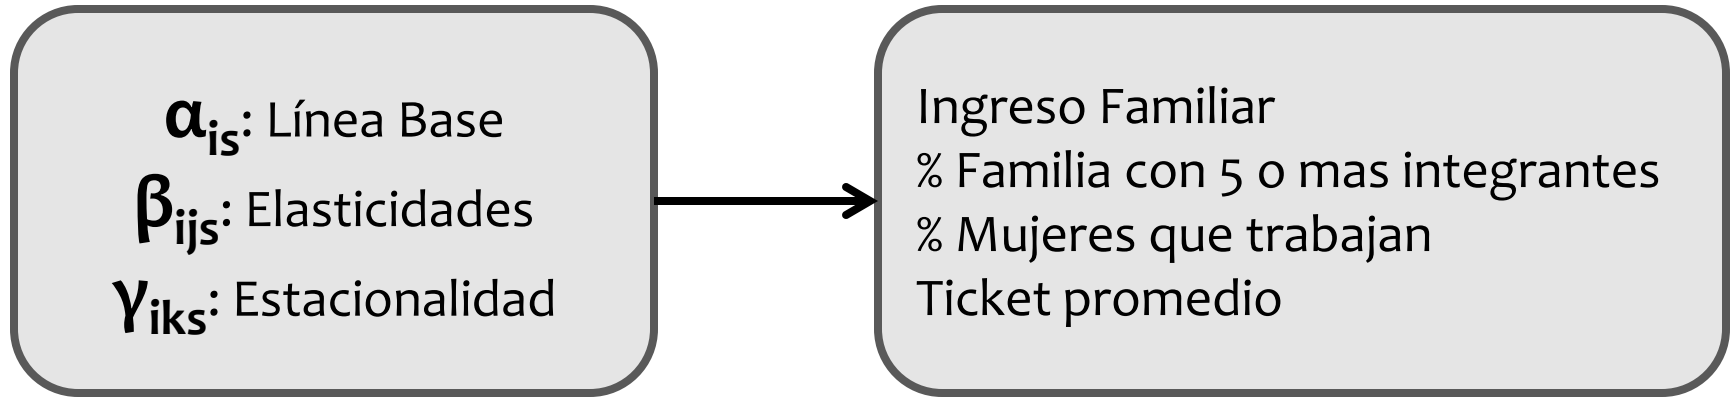 αis: Línea Base
βijs: Elasticidades
γiks: Estacionalidad
Ingreso Familiar
% Familia con 5 o mas integrantes
% Mujeres que trabajan
Ticket promedio